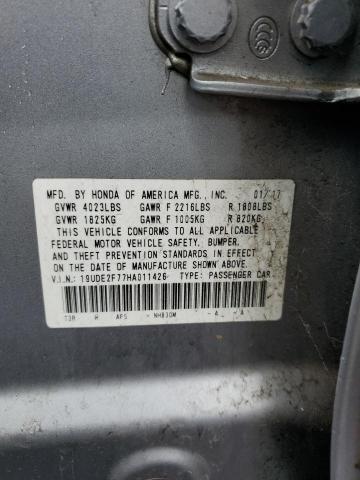 MFD. BY HONDA OF AMERICA MFG., INC. 01/17
GVWR 4023LBS GAWR F 2216LBS R 1808LBS
GVWR 1825KG GAWR F 1005KG R 820KG
THIS VEHICLE CONFORMS TO ALL APPLICABLE
FEDERAL MOTOR VEHICLE SAFETY, BUMPER,
AND THEFT PREVENTION STANDARDS IN EFFECT
ON THE DATE OF MANUFACTURE SHOWN ABOVE.
V.I.N.: 19UDE2F77HA011426 TYPE: PASSENGER CAR
H AFS - NH830M -A -A